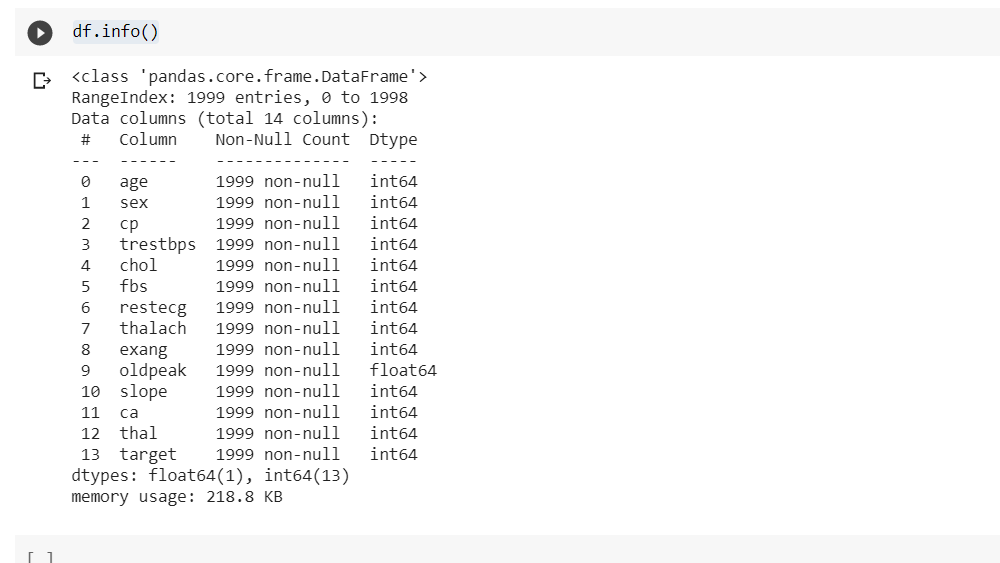 df.info()
<class 'pandas.core.frame.DataFrame'>
RangeIndex: 1999 entries, 0 to 1998
Data columns (total 14 columns):
 #   Column    Non-Null Count  Dtype
---  ------    --------------  -----
 0   age       1999 non-null   int64
 1   sex       1999 non-null   int64
 2   cp        1999 non-null   int64
 3   trestbps  1999 non-null   int64
 4   chol      1999 non-null   int64
 5   fbs       1999 non-null   int64
 6   restecg   1999 non-null   int64
 7   thalach   1999 non-null   int64
 8   exang     1999 non-null   int64
 9   oldpeak   1999 non-null   float64
 10  slope     1999 non-null   int64
 11  ca        1999 non-null   int64
 12  thal      1999 non-null   int64
 13  target    1999 non-null   int64
dtypes: float64(1), int64(13)
memory usage: 218.8 KB
[ ]